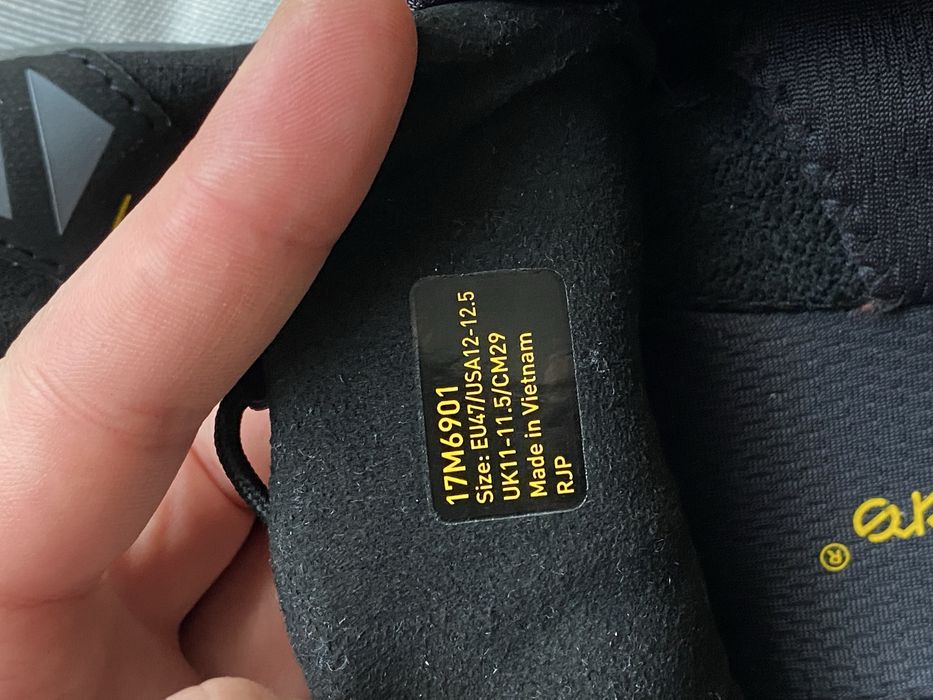 17M6901
Size: EU47/USA12-12.5
UK11-11.5/CM29
Made in Vietnam
RJP
®